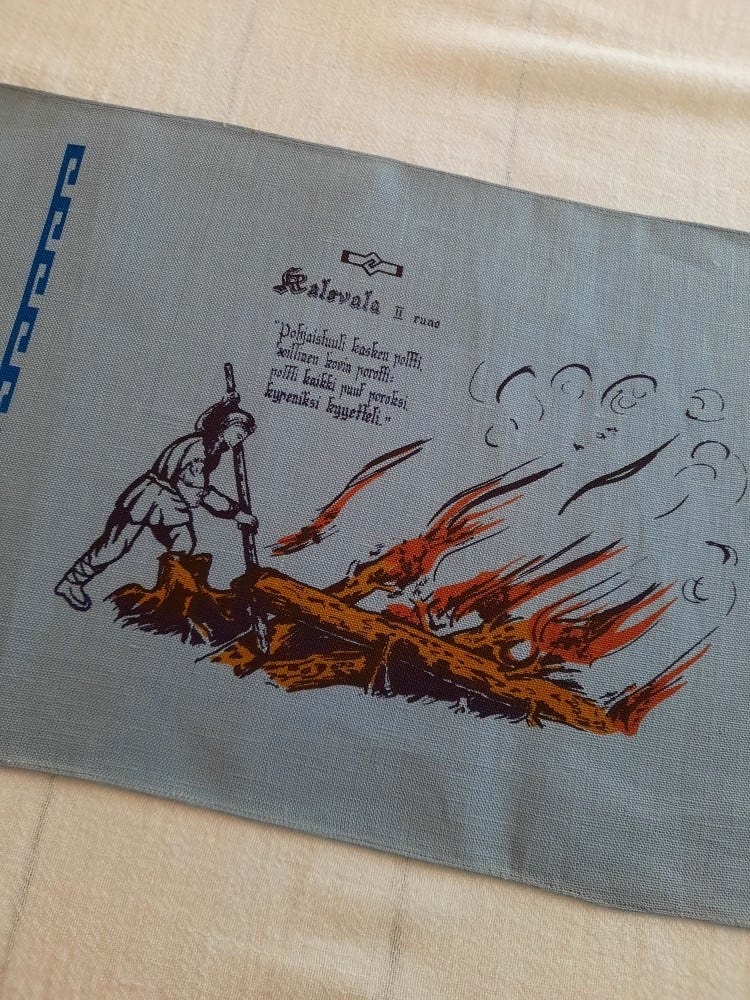 Kalevala II runo
"Pohjaistuuli kasken poltti,
koillinen kovin porotti:
poltti kaikki puut poroksi,
kypeniksi kyyetteli."